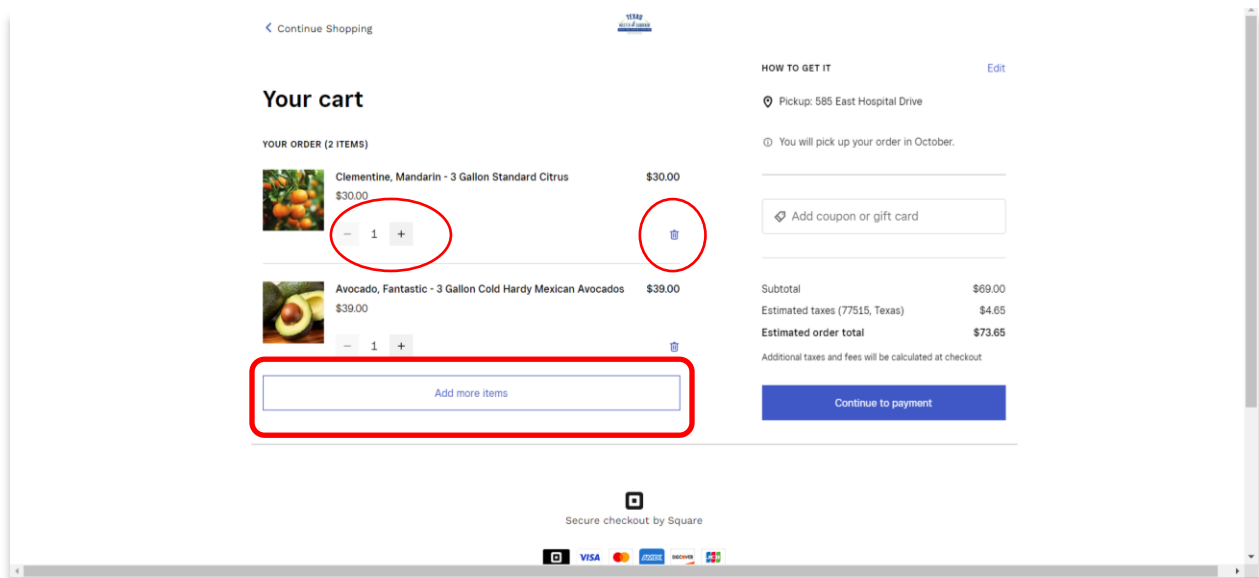 Continue Shopping
TEXAS
Your cart
YOUR ORDER (2 ITEMS)
Clementine, Mandarin - 3 Gallon Standard Citrus $30.00
$30.00
− 1 +
Avocado, Fantastic - 3 Gallon Cold Hardy Mexican Avocados $39.00
$39.00
− 1 +
Add more items
HOW TO GET IT Edit
Pickup: 585 East Hospital Drive
You will pick up your order in October.
Add coupon or gift card
Subtotal $69.00
Estimated taxes (77515, Texas) $4.65
Estimated order total $73.65
Additional taxes and fees will be calculated at checkout
Continue to payment
Secure checkout by Square
VISA AMEX DISCOVER JCB